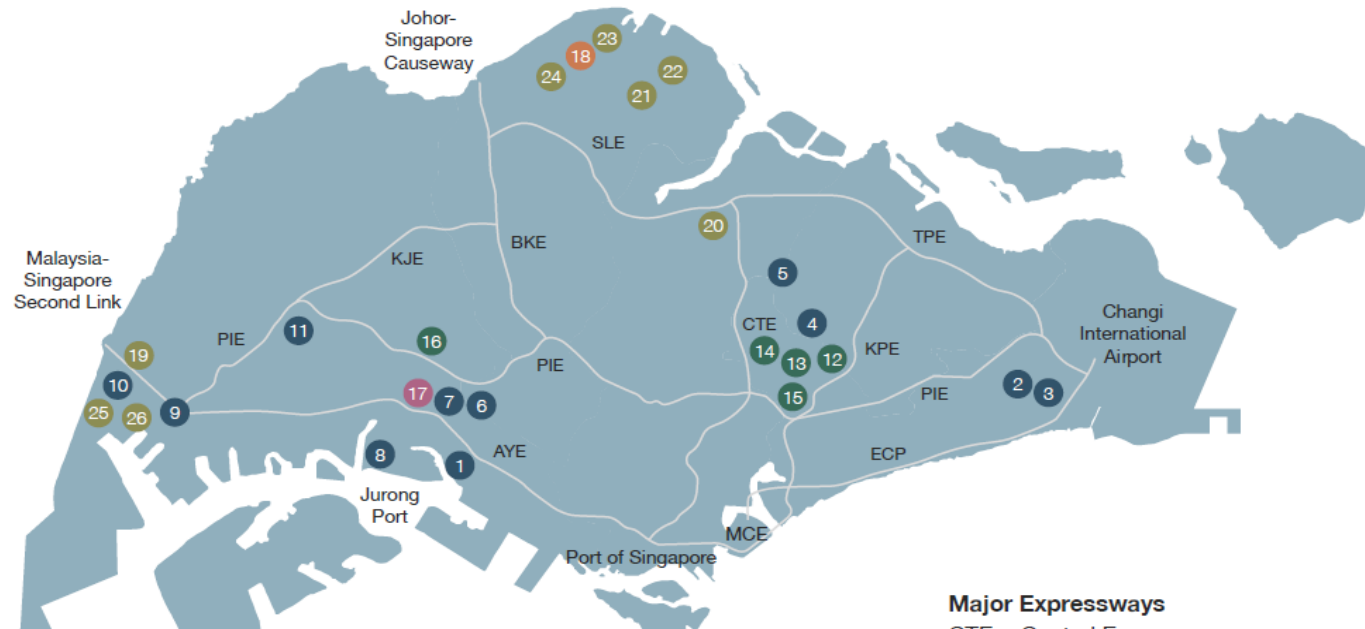 Johor-
Singapore
Causeway
23
18
24
22
21
SLE
20
BKE
TPE
KJE
Malaysia-
Singapore
Second Link
5
Changi
International
Airport
11
PIE
16
CTE
4
14
13
12
KPE
19
PIE
10
17
7
6
15
PIE
2
3
25
26
9
AYE
ECP
8
1
Jurong
Port
MCE
Port of Singapore
Major Expressways